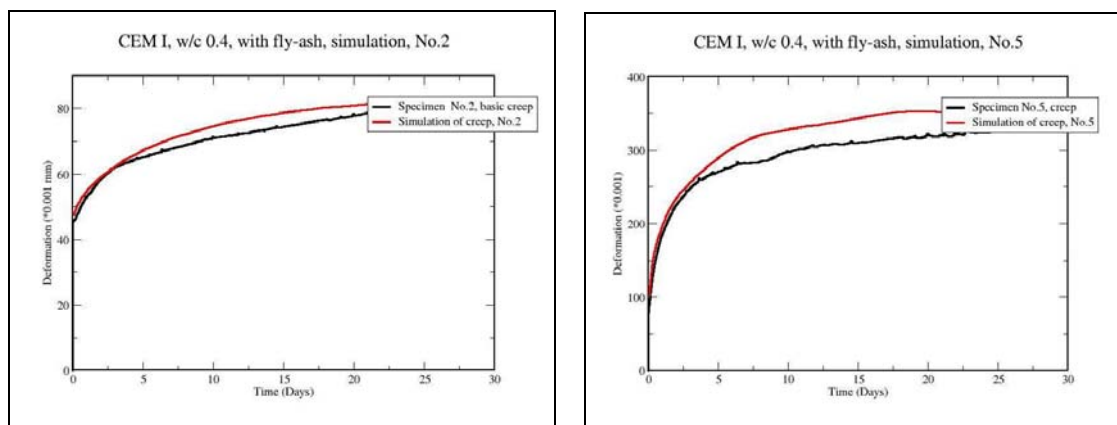 CEM I, w/c 0.4, with fly-ash, simulation, No.2
Specimen No.2, basic creep
Simulation of creep, No.2
Deformation (*0.001 mm)
80
60
40
20
0
0 5 10 15 20 25 30
Time (Days)
CEM I, w/c 0.4, with fly-ash, simulation, No.5
Specimen No.5, creep
Simulation of creep, No.5
Deformation (*0.001)
400
300
200
100
0
0 5 10 15 20 25 30
Time (Days)